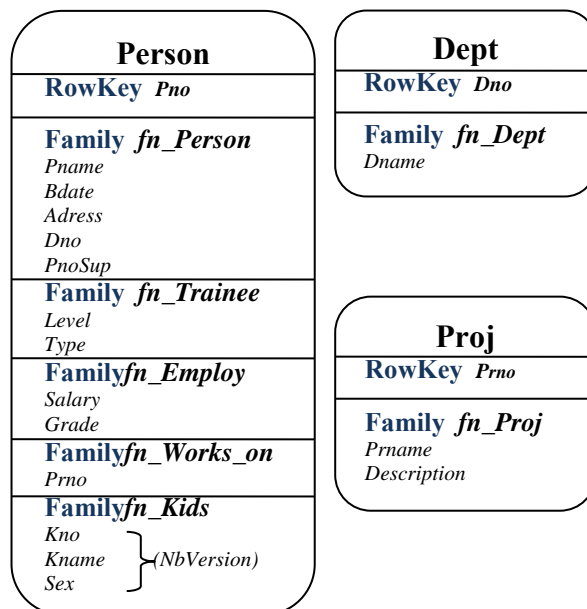 Person
RowKey Pno
Family fn_Person
Pname
Bdate
Adress
Dno
PnoSup
Family fn_Trainee
Level
Type
Familyfn_Employ
Salary
Grade
Familyfn_Works_on
Prno
Familyfn_Kids
Kno
Kname (NbVersion)
Sex
Dept
RowKey Dno
Family fn_Dept
Dname
Proj
RowKey Prno
Family fn_Proj
Prname
Description